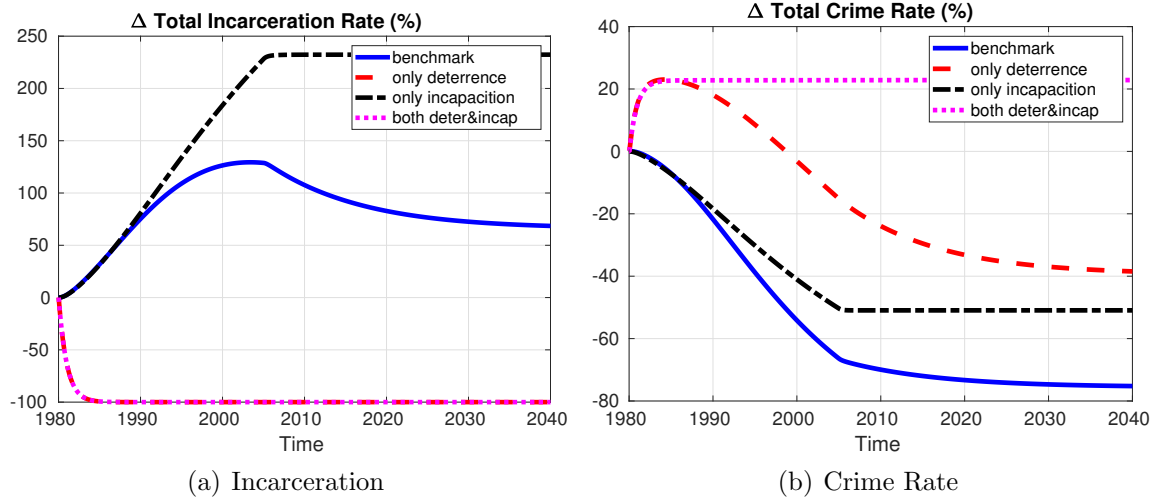 Δ Total Incarceration Rate (%)
250
200
150
100
50
0
-50
-100
1980 1990 2000 2010 2020 2030 2040
Time
benchmark
only deterrence
only incapacition
both deter&incap
(a) Incarceration
Δ Total Crime Rate (%)
40
20
0
-20
-40
-60
-80
1980 1990 2000 2010 2020 2030 2040
Time
benchmark
only deterrence
only incapacition
both deter&incap
(b) Crime Rate